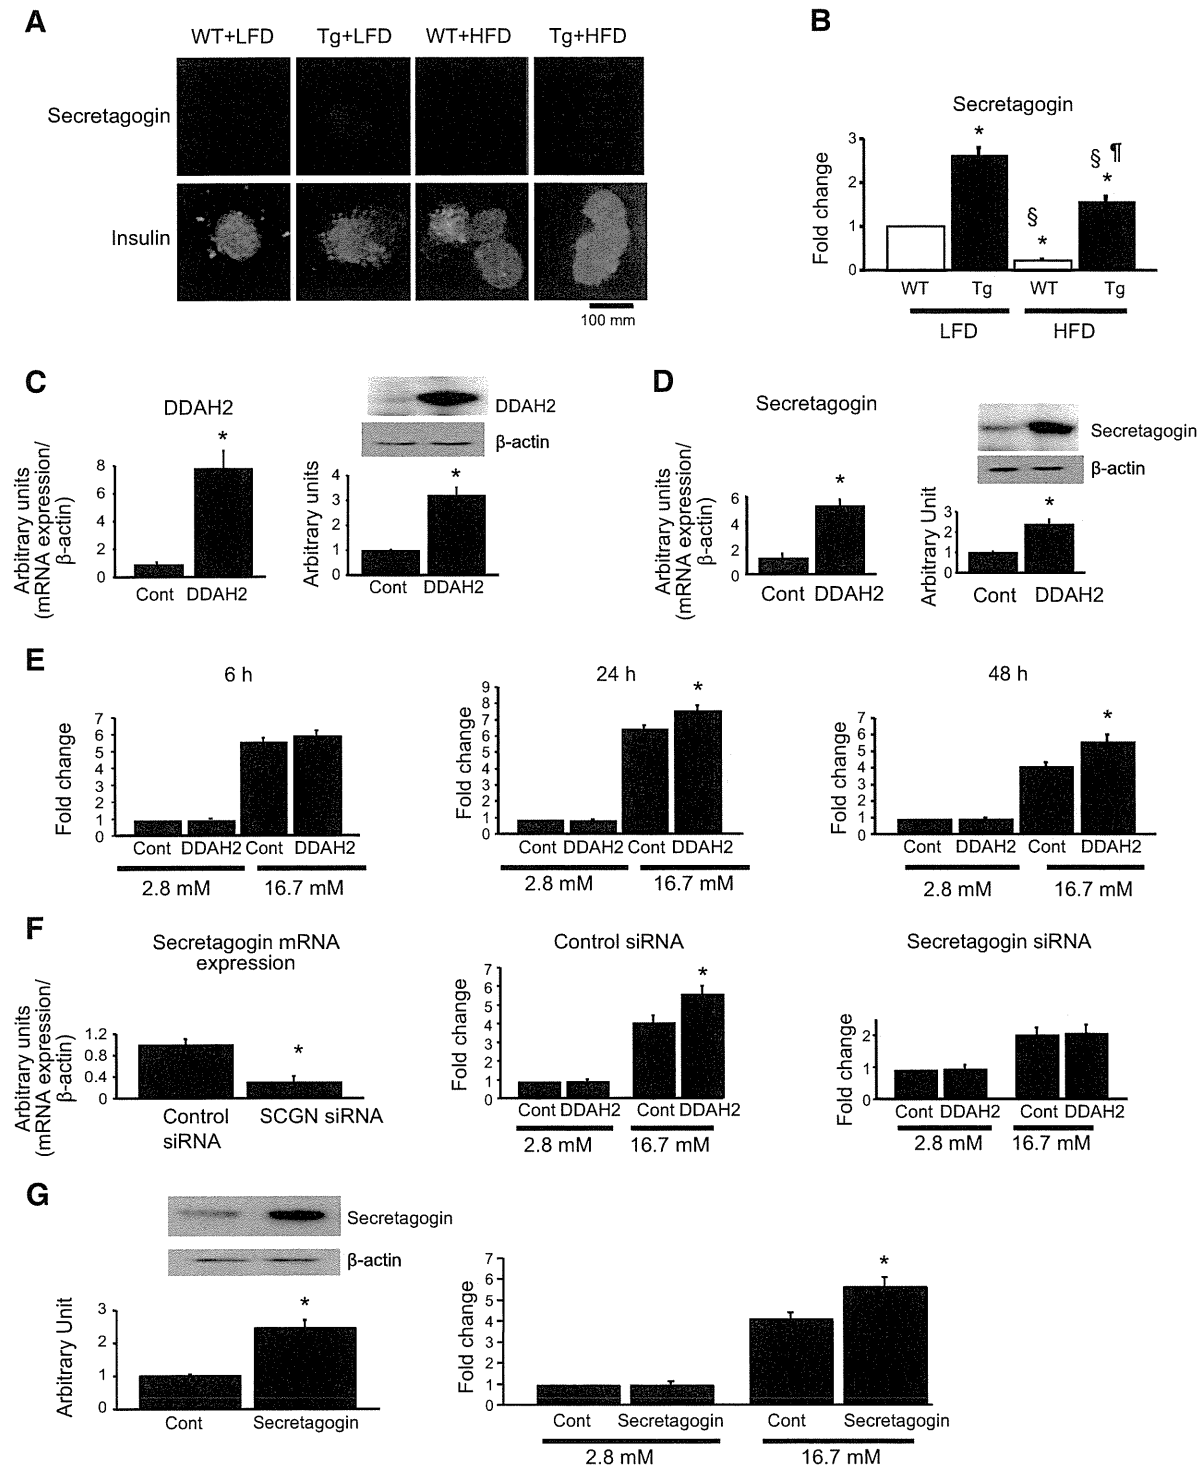 A
WT+LFD Tg+LFD WT+HFD Tg+HFD
Secretagogin
Insulin
100 mm
B
Secretagogin
Fold change
3
2
1
0
*
§
*
§ ¶
*
WT Tg WT Tg
LFD HFD
C
DDAH2
Arbitrary units
(mRNA expression/
β-actin)
8
6
4
2
0
*
Cont DDAH2
DDAH2
β-actin
Arbitrary units
4
3
2
1
0
*
Cont DDAH2
D
Secretagogin
Arbitrary units
(mRNA expression/
β-actin)
6
4
2
0
*
Cont DDAH2
Secretagogin
β-actin
Arbitrary Unit
3
2
1
0
*
Cont DDAH2
E
6 h
Fold change
7
6
5
4
3
2
1
0
Cont DDAH2 Cont DDAH2
2.8 mM 16.7 mM
24 h
Fold change
9
8
7
6
5
4
3
2
1
0
*
Cont DDAH2 Cont DDAH2
2.8 mM 16.7 mM
48 h
Fold change
7
6
5
4
3
2
1
0
*
Cont DDAH2 Cont DDAH2
2.8 mM 16.7 mM
F
Secretagogin mRNA
expression
Arbitrary units
(mRNA expression/
β-actin)
1.2
0.8
0.4
0
*
Control SCGN siRNA
siRNA
Control siRNA
Fold change
7
6
5
4
3
2
1
0
*
Cont DDAH2 Cont DDAH2
2.8 mM 16.7 mM
Secretagogin siRNA
Fold change
2
1
0
Cont DDAH2 Cont DDAH2
2.8 mM 16.7 mM
G
Secretagogin
β-actin
Arbitrary Unit
3
2
1
0
*
Cont Secretagogin
Fold change
7
6
5
4
3
2
1
0
*
Cont Secretagogin Cont Secretagogin
2.8 mM 16.7 mM